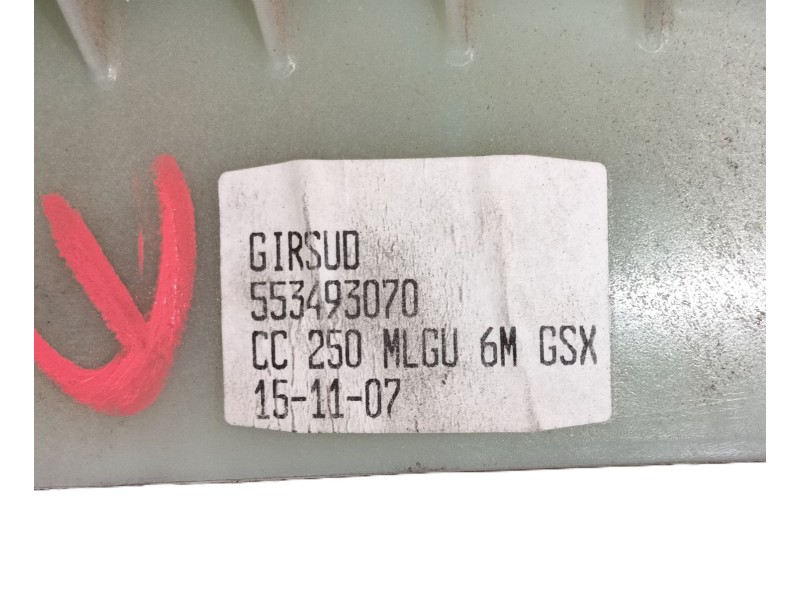 GIRSUD
553493070
CC 250 MLGU 6M GSX
15-11-07